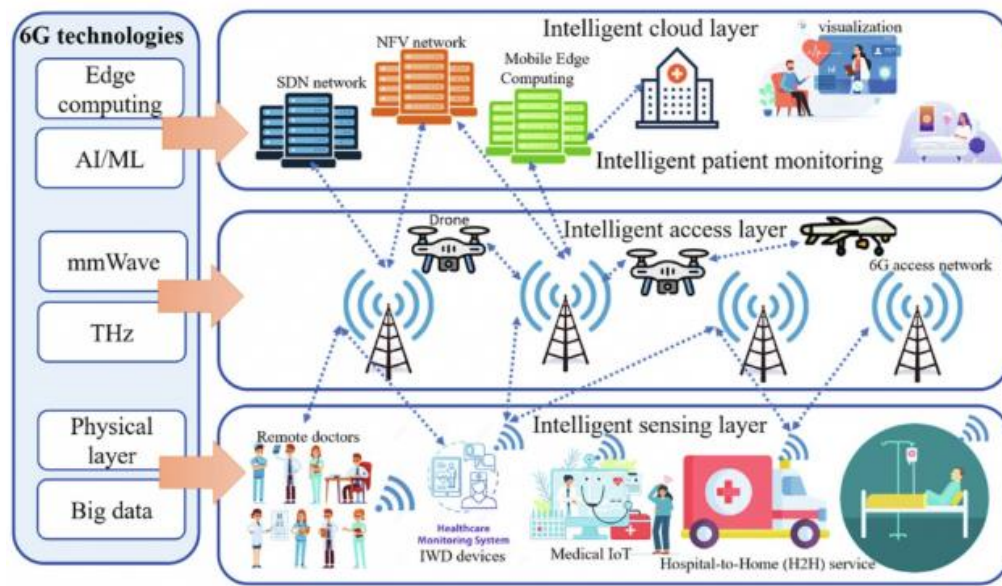 6G technologies
Edge
computing
AI/ML
mmWave
THz
Physical
layer
Big data
NFV network
SDN network
Mobile Edge
Computing
Intelligent cloud layer
visualization
Intelligent patient monitoring
Drone
Intelligent access layer
6G access network
Intelligent sensing layer
Remote doctors
Healthcare
Monitoring System
IWD devices
Medical IoT
Hospital-to-Home (H2H) service